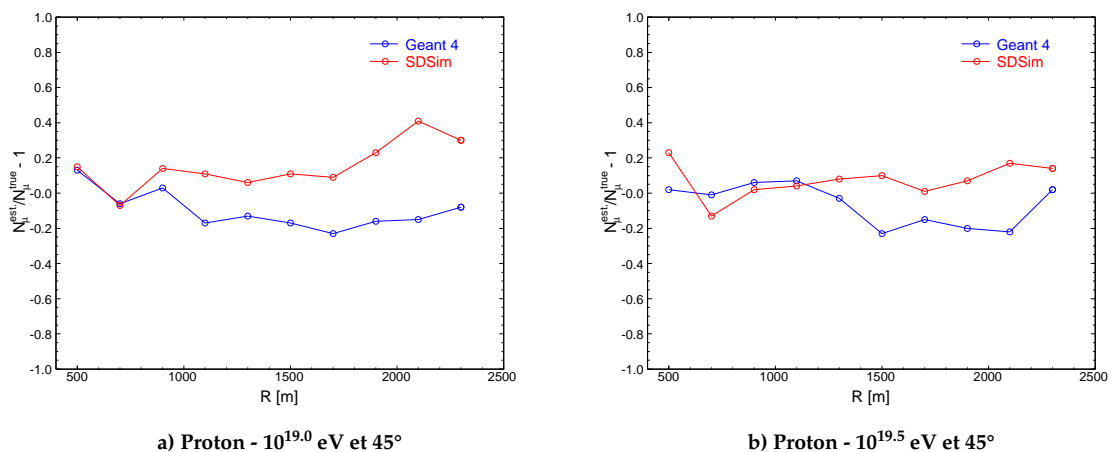 1.0
0.8
0.6
0.4
0.2
-0.0
-0.2
-0.4
-0.6
-0.8
-1.0
N_μ^est./N_μ^true - 1
Geant 4
SDSim
500 1000 1500 2000 2500
R [m]
a) Proton - 10^19.0 eV et 45°
1.0
0.8
0.6
0.4
0.2
-0.0
-0.2
-0.4
-0.6
-0.8
-1.0
N_μ^est./N_μ^true - 1
Geant 4
SDSim
500 1000 1500 2000 2500
R [m]
b) Proton - 10^19.5 eV et 45°